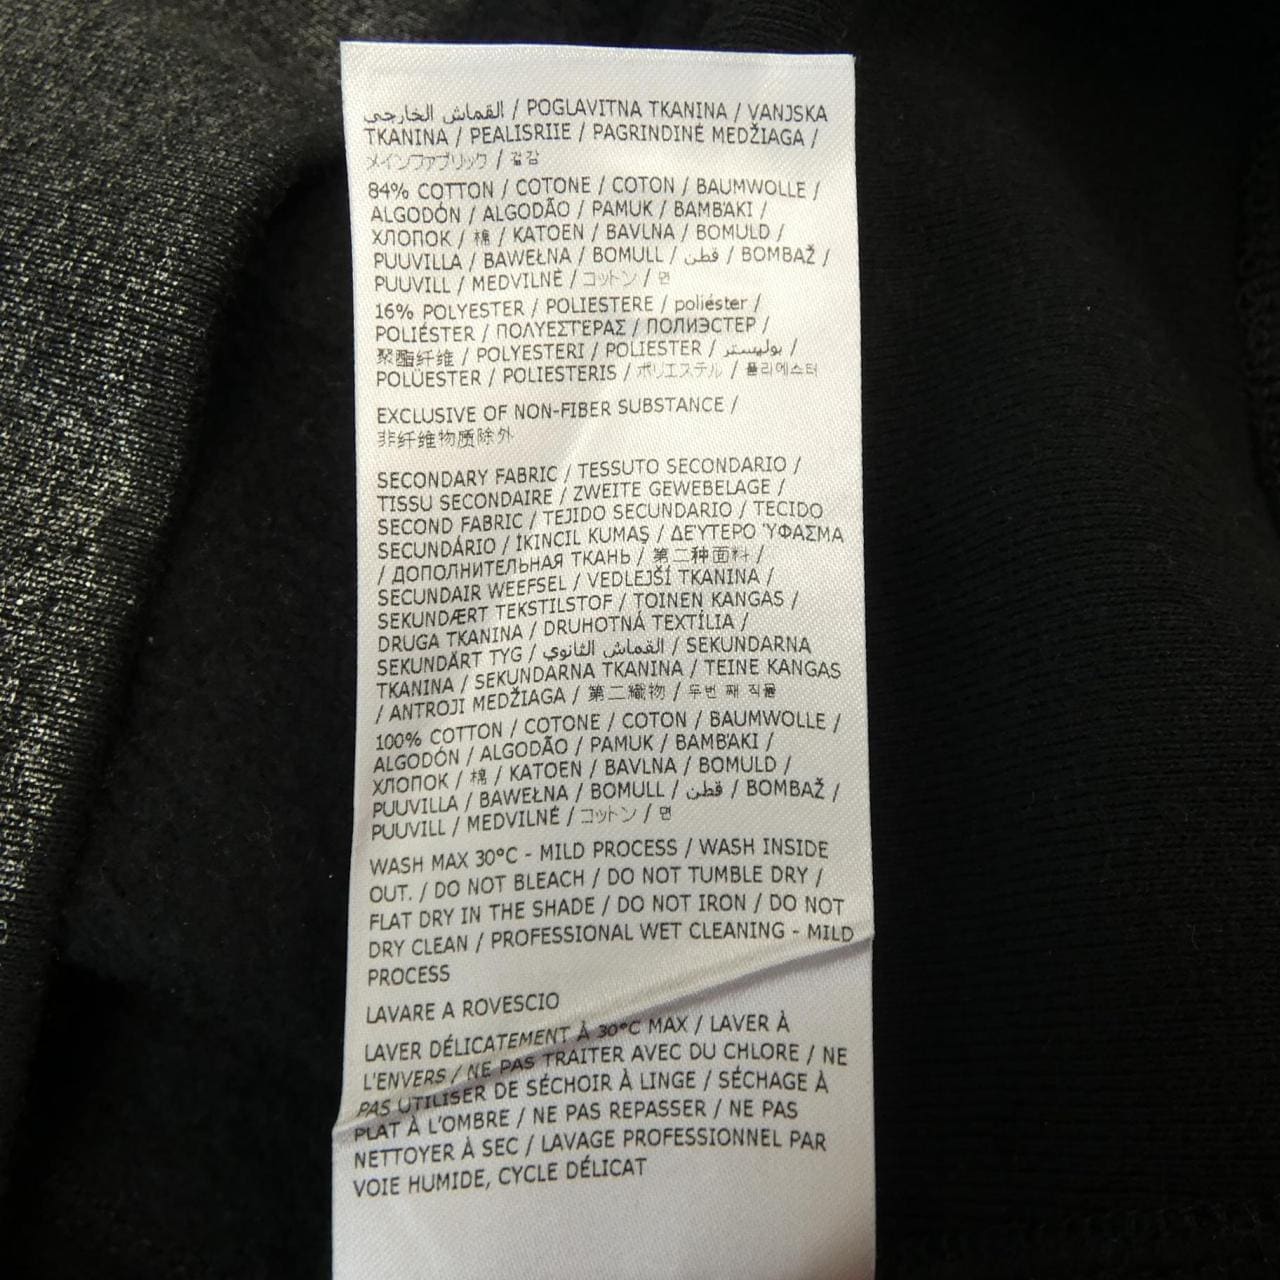 القماش الخارجي / POGLAVITNA TKANINA / VANJSKA
TKANINA / PEALISRIIE / PAGRINDINĖ MEDŽIAGA /
メインファブリック / 겉감
84% COTTON / COTONE / COTON / BAUMWOLLE /
ALGODÓN / ALGODÃO / PAMUK / BAMBAKI /
ХЛОПОК / 棉 / KATOEN / BAVLNA / BOMULD /
PUUVILLA / BAWEŁNA / BOMULL / قطن / BOMBAŽ /
PUUVILL / MEDVILNĖ / コットン / 면
16% POLYESTER / POLIESTERE / poliéster /
POLIÉSTER / ΠΟΛΥΕΣΤΕΡΑΣ / ПОЛИЭСТЕР /
聚酯纤维 / POLYESTERI / POLIESTER / بوليستر /
POLÜESTER / POLIESTERIS / ポリエステル / 폴리에스터
EXCLUSIVE OF NON-FIBER SUBSTANCE /
非纤维物质除外
SECONDARY FABRIC / TESSUTO SECONDARIO /
TISSU SECONDAIRE / ZWEITE GEWEBELAGE /
SECOND FABRIC / TEJIDO SECUNDARIO / TECIDO
SECUNDÁRIO / İKINCIL KUMAŞ / ΔΕΎΤΕΡΟ ΎΦΑΣΜΑ
/ ДОПОЛНИТЕЛЬНАЯ ТКАНЬ / 第二种面料 /
SECUNDAIR WEEFSEL / VEDLEJŠÍ TKANINA /
SEKUNDÆRT TEKSTILSTOF / TOINEN KANGAS /
DRUGA TKANINA / DRUHOTNÁ TEXTÍLIA /
SEKUNDÄRT TYG / القماش الثانوي / SEKUNDARNA
TKANINA / SEKUNDARNA TKANINA / TEINE KANGAS
/ ANTROJI MEDŽIAGA / 第二織物 / 두번 째 직물
100% COTTON / COTONE / COTON / BAUMWOLLE /
ALGODÓN / ALGODÃO / PAMUK / BAMBAKI /
ХЛОПОК / 棉 / KATOEN / BAVLNA / BOMULD /
PUUVILLA / BAWEŁNA / BOMULL / قطن / BOMBAŽ /
PUUVILL / MEDVILNĖ / コットン / 면
WASH MAX 30°C - MILD PROCESS / WASH INSIDE
OUT. / DO NOT BLEACH / DO NOT TUMBLE DRY /
FLAT DRY IN THE SHADE / DO NOT IRON / DO NOT
DRY CLEAN / PROFESSIONAL WET CLEANING - MILD
PROCESS
LAVARE A ROVESCIO
LAVER DÉLICATEMENT À 30°C MAX / LAVER À
L'ENVERS / NE PAS TRAITER AVEC DU CHLORE / NE
PAS UTILISER DE SÉCHOIR À LINGE / SÉCHAGE À
PLAT À L'OMBRE / NE PAS REPASSER / NE PAS
NETTOYER À SEC / LAVAGE PROFESSIONNEL PAR
VOIE HUMIDE, CYCLE DÉLICAT